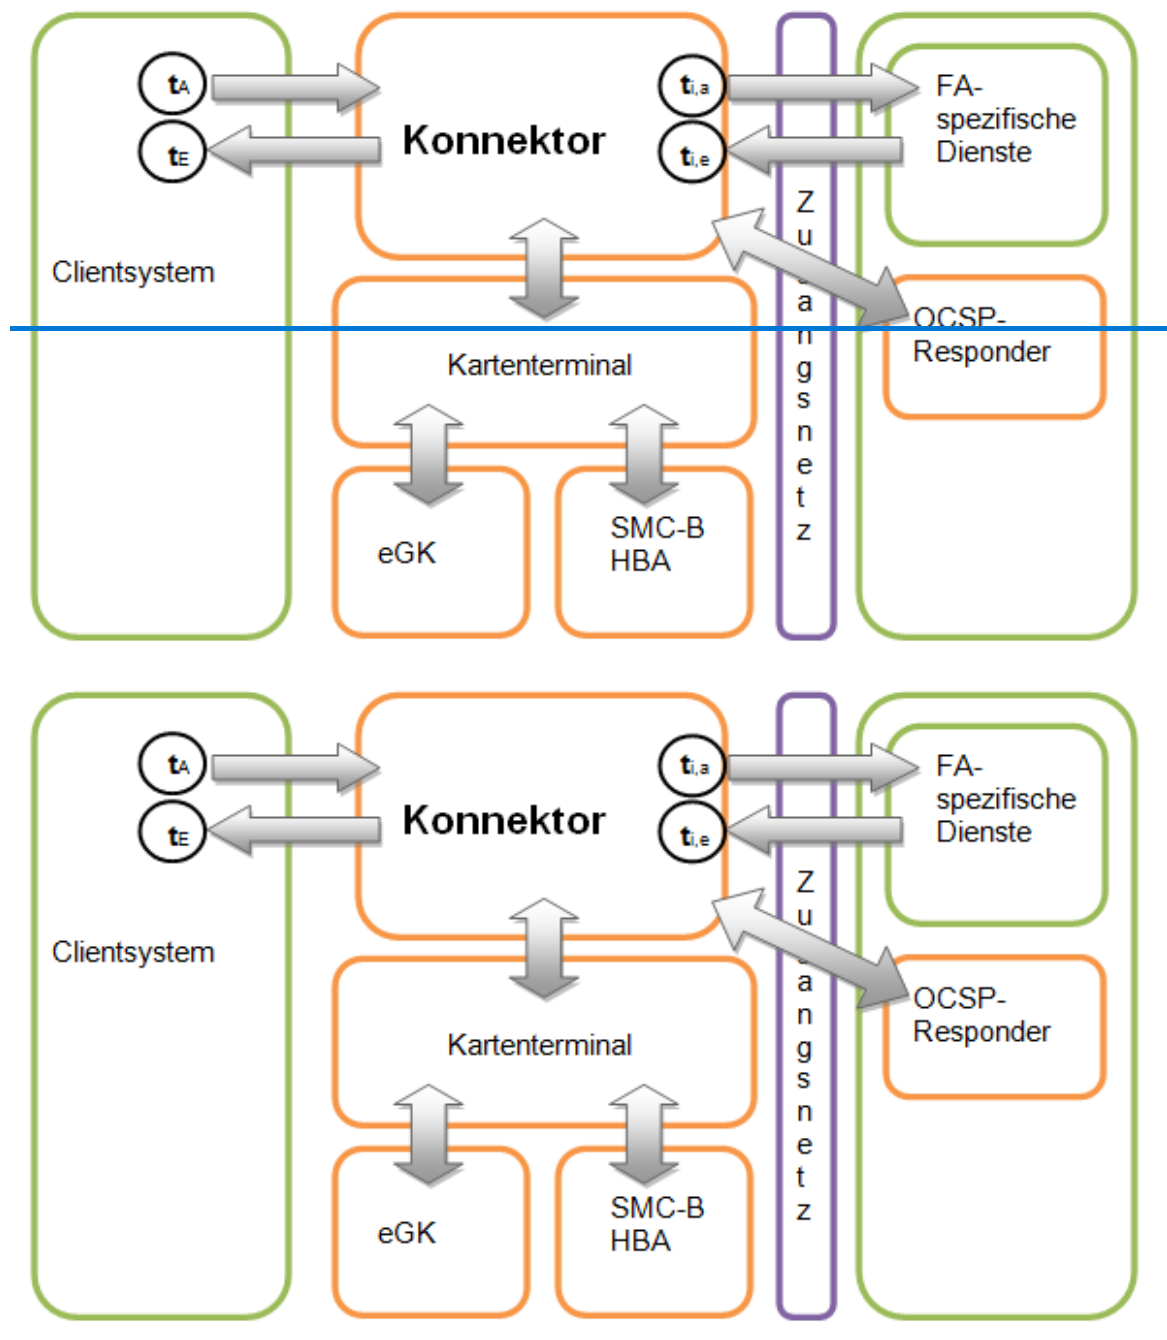 tA
ti,a
FA-
spezifische
Dienste
Konnektor
tE
ti,e
Clientsystem
OCSP-
Responder
Kartenterminal
eGK
SMC-B
HBA
Z
u
a
n
g
s
n
e
t
z
tA
ti,a
FA-
spezifische
Dienste
Konnektor
tE
ti,e
Clientsystem
OCSP-
Responder
Kartenterminal
eGK
SMC-B
HBA
Z
u
a
n
g
s
n
e
t
z